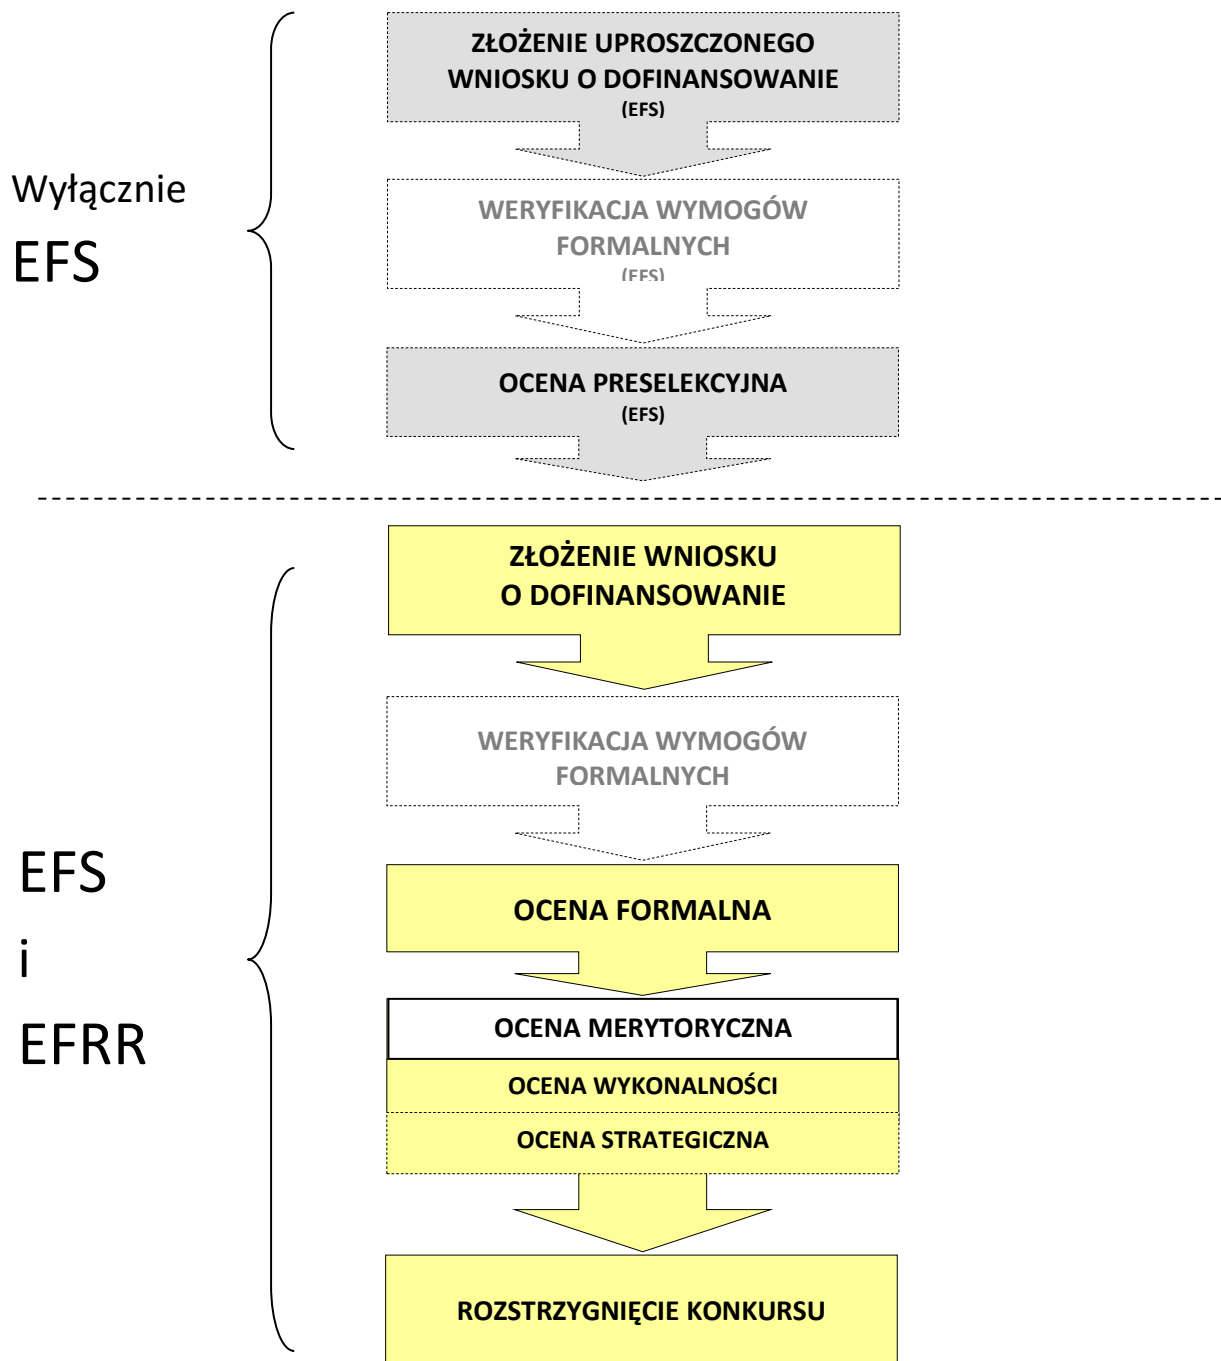 ZŁOŻENIE UPROSZCZONEGO
WNIOSKU O DOFINANSOWANIE
(EFS)
Wyłącznie
EFS
WERYFIKACJA WYMOGÓW
FORMALNYCH
(EFS)
OCENA PRESELEKCYJNA
(EFS)
ZŁOŻENIE WNIOSKU
O DOFINANSOWANIE
WERYFIKACJA WYMOGÓW
FORMALNYCH
EFS
i
EFRR
OCENA FORMALNA
OCENA MERYTORYCZNA
OCENA WYKONALNOŚCI
OCENA STRATEGICZNA
ROZSTRZYGNIĘCIE KONKURSU